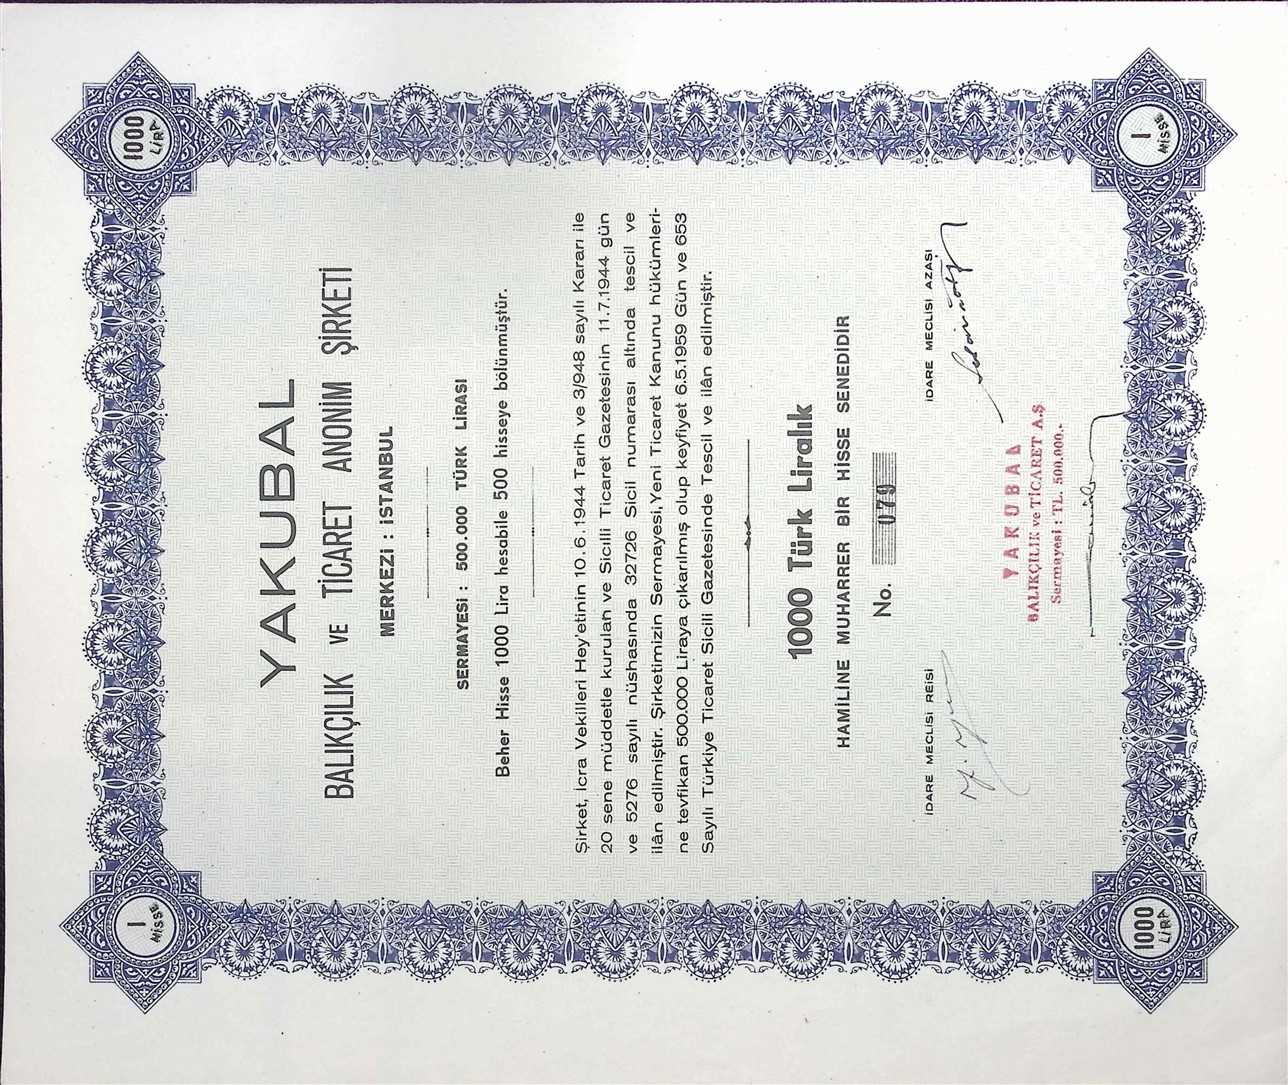 1
HİSSE
1000
LİRA
YAKUBAL
BALIKÇILIK VE TİCARET ANONİM ŞİRKETİ
MERKEZİ : İSTANBUL
SERMAYESİ : 500.000 TÜRK LİRASI
Beher Hisse 1000 Lira hesabile 500 hisseye bölünmüştür.
Şirket, İcra Vekilleri Hey'etinin 10.6.1944 Tarih ve 3/948 sayılı Kararı ile
20 sene müddetle kurulan ve Sicilli Ticaret Gazetesinin 11.7.1944 gün
ve 5276 sayılı nüshasında 32726 Sicil numarası altında tescil ve
ilân edilmiştir. Şirketimizin Sermayesi, Yeni Ticaret Kanunu hükümleri-
ne tevfikan 500.000 Liraya çıkarılmış olup keyfiyet 6.5.1959 Gün ve 653
Sayılı Türkiye Ticaret Sicili Gazetesinde Tescil ve ilân edilmiştir.
1000 Türk Liralık
HAMİLİNE MUHARRER BİR HİSSE SENEDİDİR
No. 079
İDARE MECLİSİ REİSİ
İDARE MECLİSİ AZASI
YAKUBAL
BALIKÇILIK ve TİCARET A.Ş
Sermayesi : TL. 500.000.-
1000
LİRA
1
HİSSE